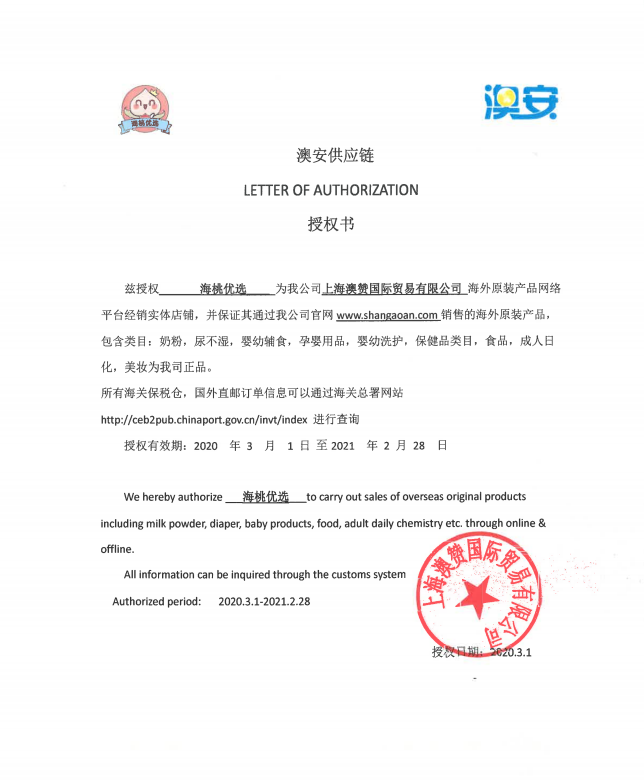 海桃优选
澳安
澳安供应链
LETTER OF AUTHORIZATION
授权书
兹授权 海桃优选 为我公司上海澳赞国际贸易有限公司 海外原装产品网络
平台经销实体店铺，并保证其通过我公司官网 www.shangaoan.com 销售的海外原装产品，
包含类目：奶粉，尿不湿，婴幼辅食，孕婴用品，婴幼洗护，保健品类目，食品，成人日
化，美妆为我司正品。
所有海关保税仓，国外直邮订单信息可以通过海关总署网站
http://ceb2pub.chinaport.gov.cn/invt/index 进行查询
授权有效期：2020 年 3 月 1 日 至 2021 年 2 月 28 日
We hereby authorize 海桃优选 to carry out sales of overseas original products
including milk powder, diaper, baby products, food, adult daily chemistry etc. through online &
offline.
All information can be inquired through the customs system
Authorized period: 2020.3.1-2021.2.28
上海澳赞国际贸易有限公司
授权日期：2020.3.1